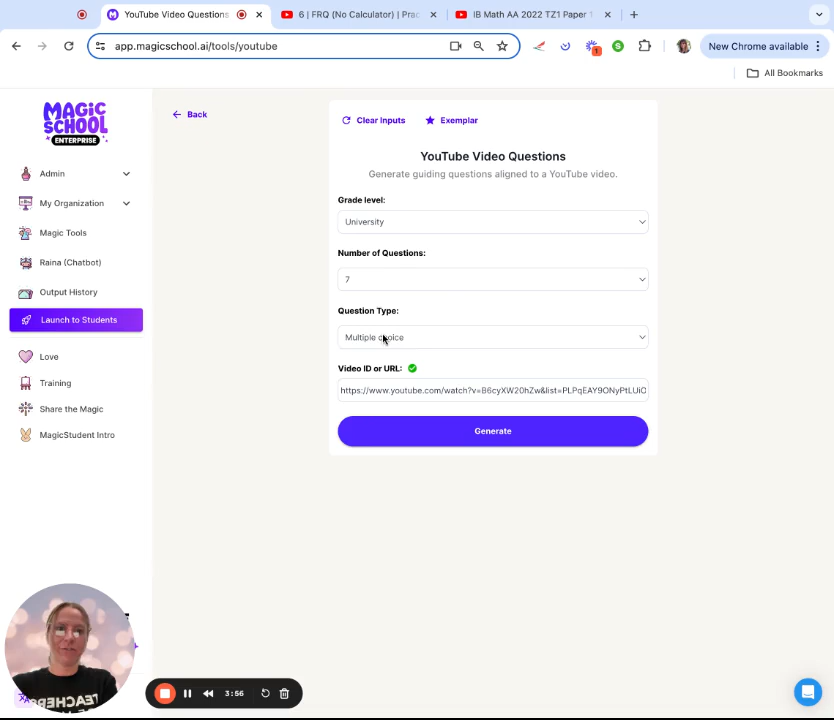 YouTube Video Questions
6 | FRQ (No Calculator) | Prac
IB Math AA 2022 TZ1 Paper 1
app.magicschool.ai/tools/youtube
1
S
New Chrome available
All Bookmarks
MAGIC
SCHOOL
ENTERPRISE
Admin
My Organization
Magic Tools
Raina (Chatbot)
Output History
Launch to Students
Love
Training
Share the Magic
MagicStudent Intro
Back
Clear Inputs
Exemplar
YouTube Video Questions
Generate guiding questions aligned to a YouTube video.
Grade level:
University
Number of Questions:
7
Question Type:
Multiple choice
Video ID or URL:
https://www.youtube.com/watch?v=B6cyXW20hZw&list=PLPqEAY9ONyPtLUiO
Generate
3:56